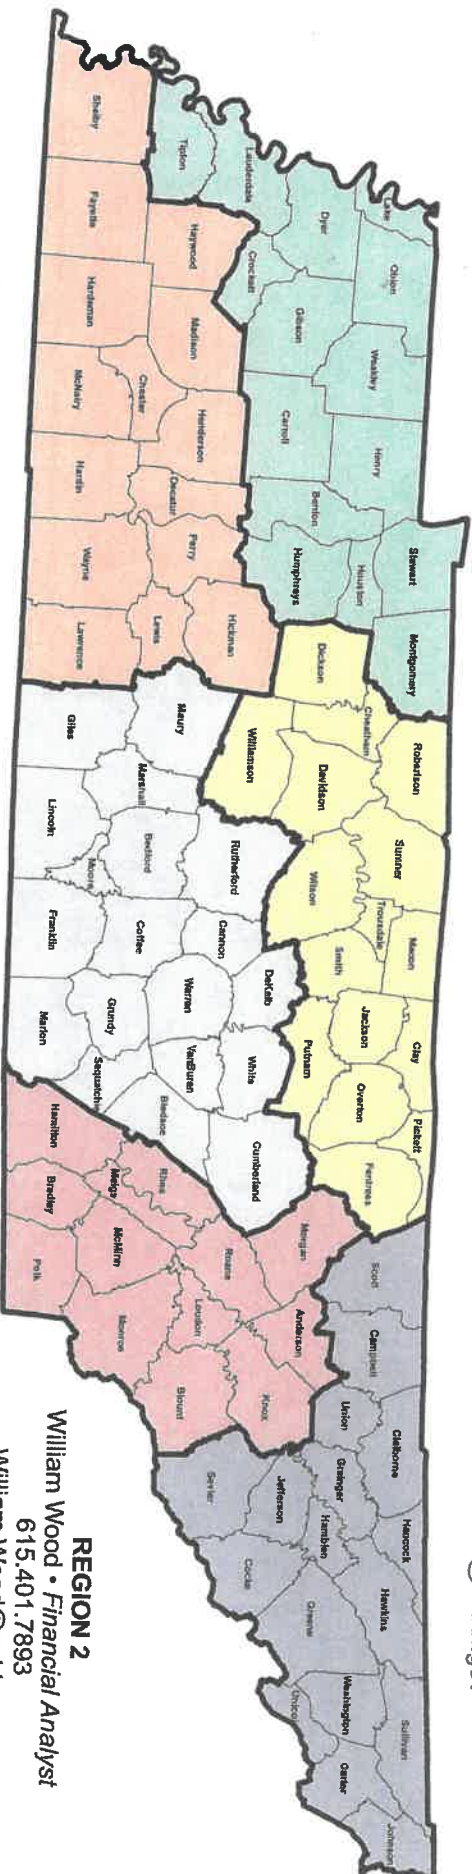 Shelby
Fayette
Hardeman
McNairy
Hardin
Wayne
Lawrence
Haywood
Madison
Chester
Henderson
Decatur
Perry
Lewis
Hickman
Tipton
Lauderdale
Crockett
Dyer
Lake
Obion
Gibson
Weakley
Carroll
Henry
Benton
Humphreys
Houston
Stewart
Montgomery
Dickson
Cheatham
Robertson
Williamson
Davidson
Sumner
Wilson
Trousdale
Macon
Smith
Jackson
Clay
Putnam
Overton
Pickett
Fentress
Giles
Maury
Marshall
Lincoln
Bedford
Moore
Rutherford
Franklin
Coffee
Cannon
DeKalb
Warren
Grundy
Marion
VanBuren
White
Sequatchie
Bledsoe
Cumberland
Hamilton
Bradley
Polk
Meigs
Rhea
McMinn
Monroe
Roane
Loudon
Morgan
Anderson
Blount
Knox
Scott
Campbell
Union
Claiborne
Grainger
Hancock
Jefferson
Hamblen
Hawkins
Sevier
Cocke
Greene
Washington
Unicoi
Sullivan
Carter
Johnson
REGION 2
William Wood • Financial Analyst
615.401.7893